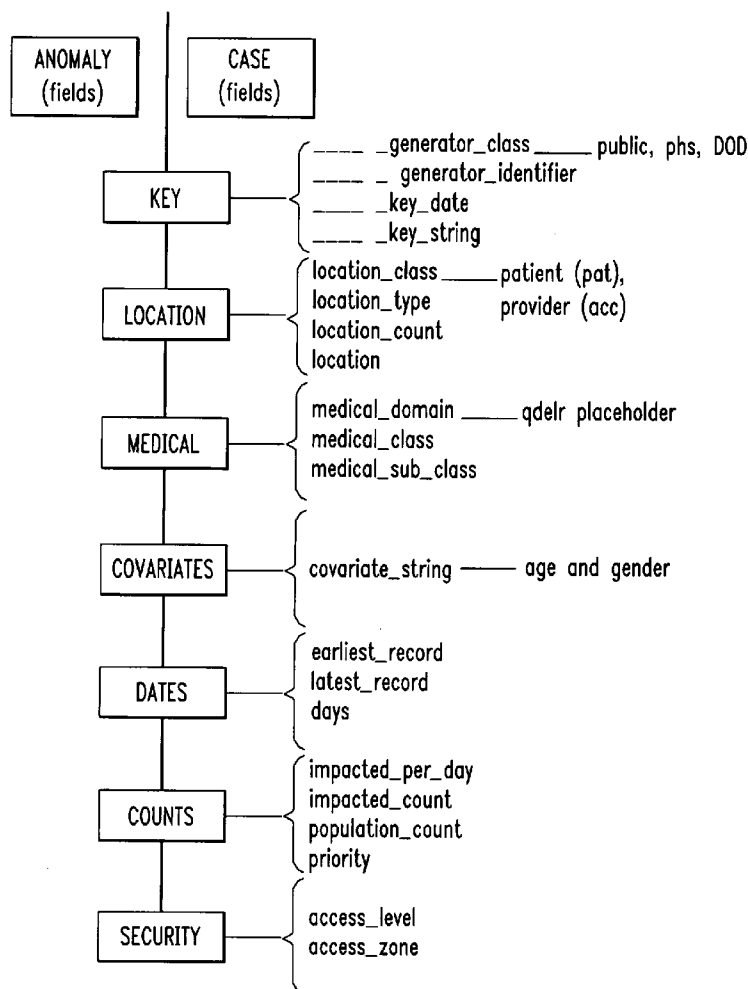 ANOMALY
(fields)
CASE
(fields)
KEY
____ _generator_class _____ public, phs, DOD
____ _ generator_identifier
____ _key_date
____ _key_string
LOCATION
location_class _____ patient (pat),
location_type provider (acc)
location_count
location
MEDICAL
medical_domain _____ qdelr placeholder
medical_class
medical_sub_class
COVARIATES
covariate_string _____ age and gender
DATES
earliest_record
latest_record
days
COUNTS
impacted_per_day
impacted_count
population_count
priority
SECURITY
access_level
access_zone